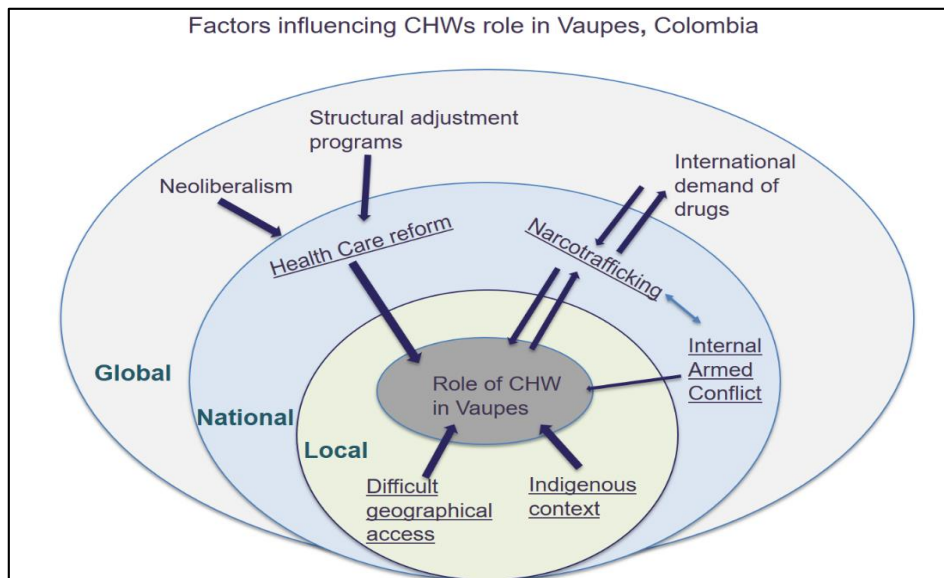 Factors influencing CHWs role in Vaupes, Colombia
Structural adjustment
programs
Neoliberalism
International
demand of
drugs
Health Care reform
Narcotrafficking
Internal
Armed
Conflict
Global
National
Local
Role of CHW
in Vaupes
Difficult
geographical
access
Indigenous
context